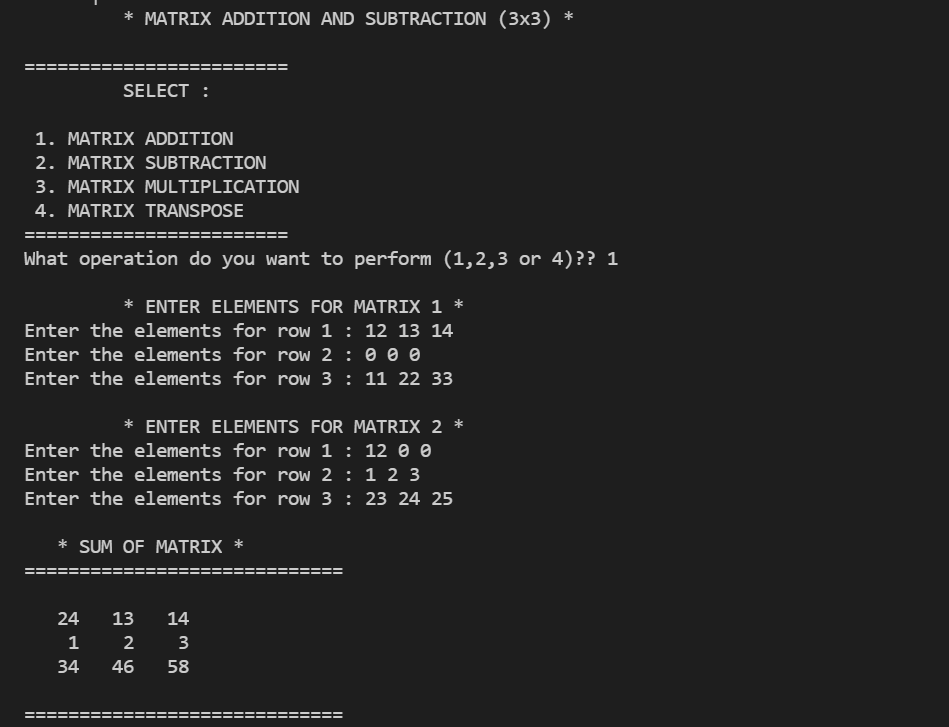 * MATRIX ADDITION AND SUBTRACTION (3x3) *
========================
SELECT :
1. MATRIX ADDITION
2. MATRIX SUBTRACTION
3. MATRIX MULTIPLICATION
4. MATRIX TRANSPOSE
========================
What operation do you want to perform (1,2,3 or 4)?? 1
* ENTER ELEMENTS FOR MATRIX 1 *
Enter the elements for row 1 : 12 13 14
Enter the elements for row 2 : 0 0 0
Enter the elements for row 3 : 11 22 33
* ENTER ELEMENTS FOR MATRIX 2 *
Enter the elements for row 1 : 12 0 0
Enter the elements for row 2 : 1 2 3
Enter the elements for row 3 : 23 24 25
* SUM OF MATRIX *
=============================
24 13 14
1 2 3
34 46 58
=============================